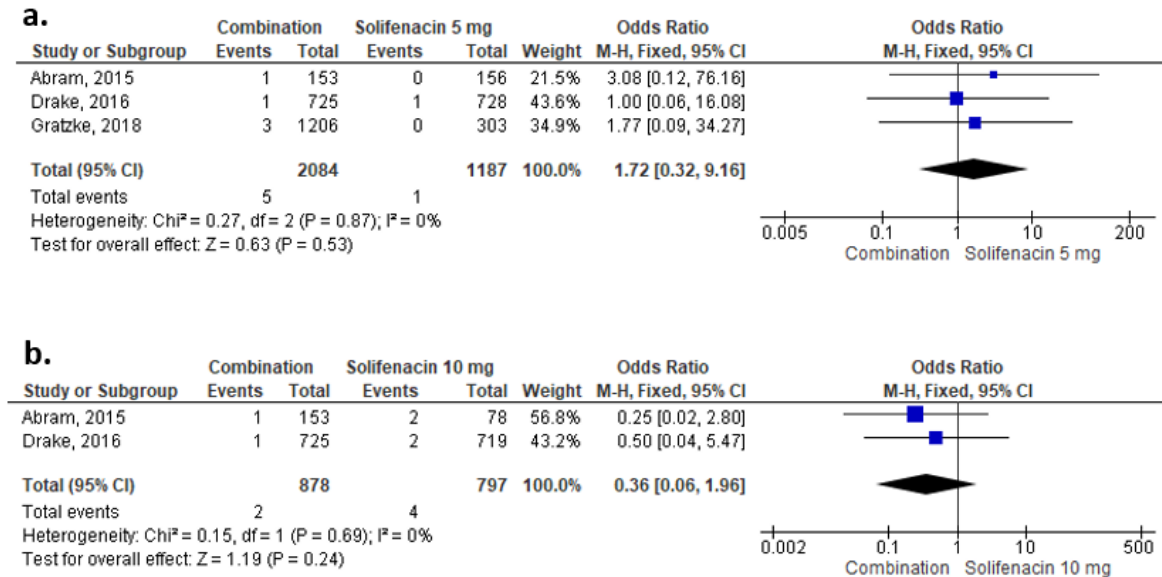 a.
Combination Solifenacin 5 mg Odds Ratio Odds Ratio
Study or Subgroup Events Total Events Total Weight M-H, Fixed, 95% CI M-H, Fixed, 95% CI
Abram, 2015 1 153 0 156 21.5% 3.08 [0.12, 76.16]
Drake, 2016 1 725 1 728 43.6% 1.00 [0.06, 16.08]
Gratzke, 2018 3 1206 0 303 34.9% 1.77 [0.09, 34.27]
Total (95% CI) 2084 1187 100.0% 1.72 [0.32, 9.16]
Total events 5 1
Heterogeneity: Chi² = 0.27, df = 2 (P = 0.87); I² = 0%
Test for overall effect: Z = 0.63 (P = 0.53)
0.005 0.1 1 10 200
Combination Solifenacin 5 mg
b.
Combination Solifenacin 10 mg Odds Ratio Odds Ratio
Study or Subgroup Events Total Events Total Weight M-H, Fixed, 95% CI M-H, Fixed, 95% CI
Abram, 2015 1 153 2 78 56.8% 0.25 [0.02, 2.80]
Drake, 2016 1 725 2 719 43.2% 0.50 [0.04, 5.47]
Total (95% CI) 878 797 100.0% 0.36 [0.06, 1.96]
Total events 2 4
Heterogeneity: Chi² = 0.15, df = 1 (P = 0.69); I² = 0%
Test for overall effect: Z = 1.19 (P = 0.24)
0.002 0.1 1 10 500
Combination Solifenacin 10 mg